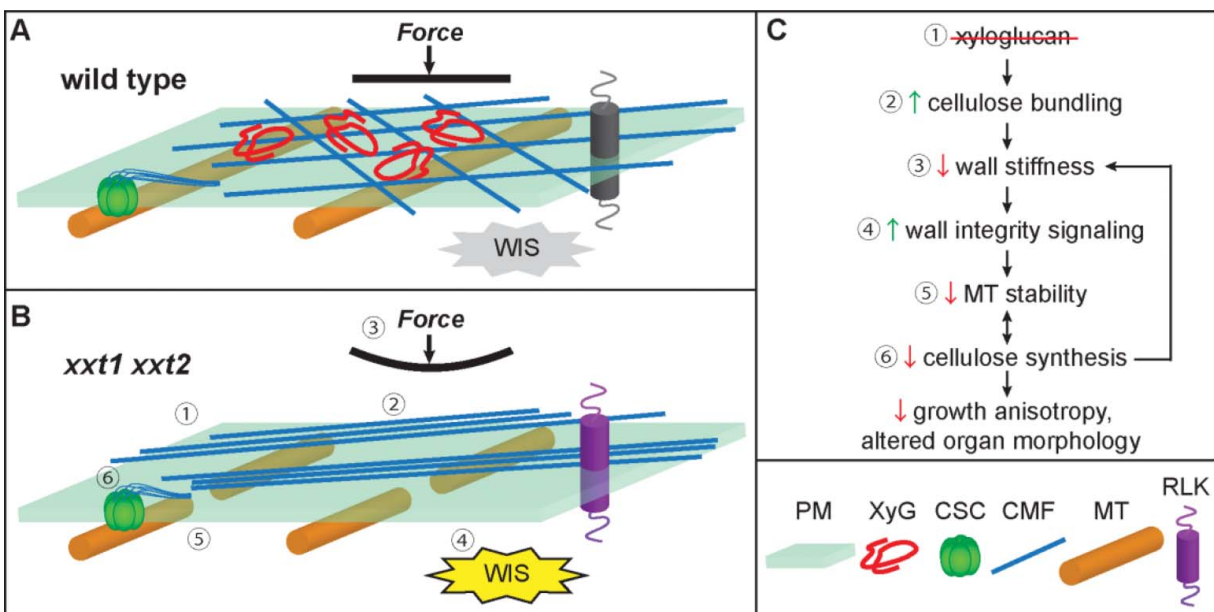 A
wild type
Force
WIS
B
xxt1 xxt2
③
Force
①
②
⑥
⑤
④
WIS
C
① xyloglucan
② ↑ cellulose bundling
③ ↓ wall stiffness
④ ↑ wall integrity signaling
⑤ ↓ MT stability
⑥ ↓ cellulose synthesis
↓ growth anisotropy,
altered organ morphology
PM XyG CSC CMF MT RLK